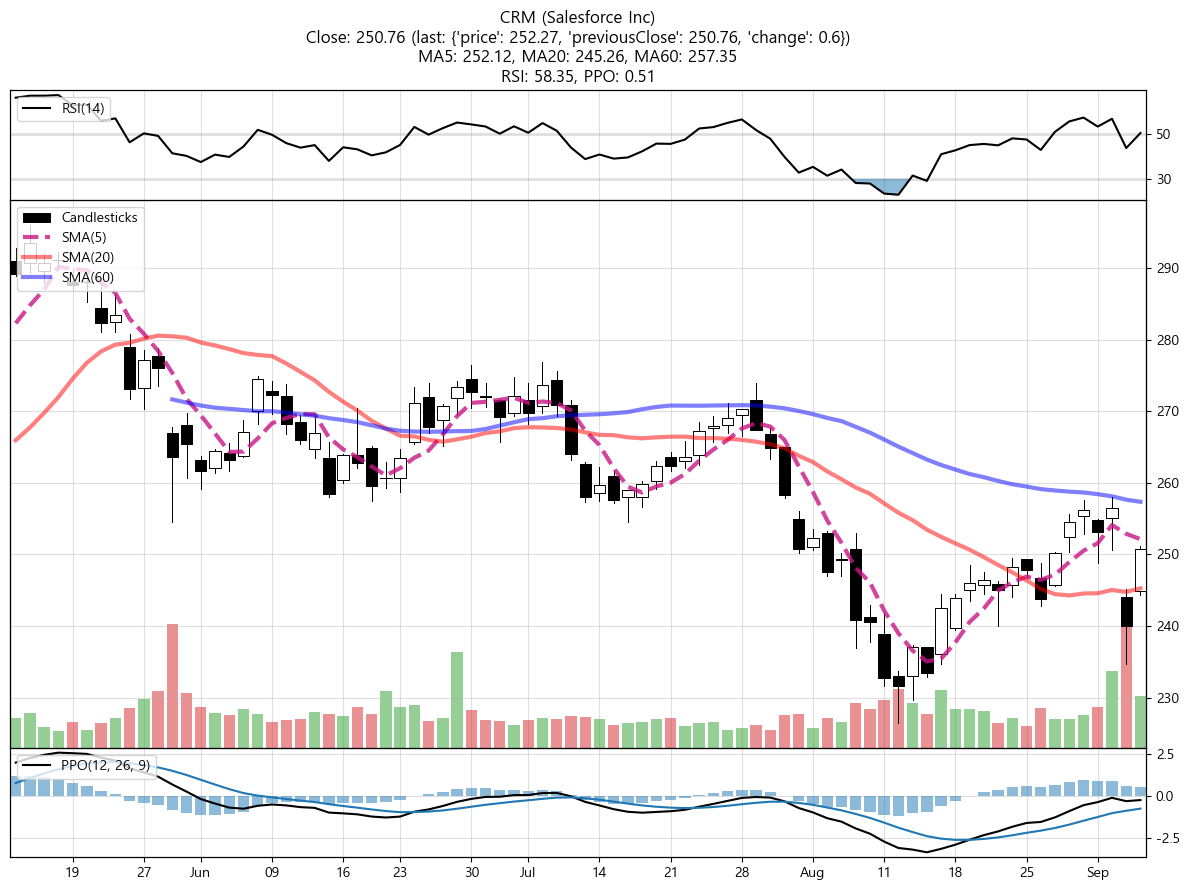 CRM (Salesforce Inc)
Close: 250.76 (last: {'price': 252.27, 'previousClose': 250.76, 'change': 0.6})
MA5: 252.12, MA20: 245.26, MA60: 257.35
RSI: 58.35, PPO: 0.51
RSI(14)
50
30
Candlesticks
SMA(5)
SMA(20)
SMA(60)
290
280
270
260
250
240
230
PPO(12, 26, 9)
2.5
0.0
-2.5
19 27 Jun 09 16 23 30 Jul 14 21 28 Aug 11 18 25 Sep